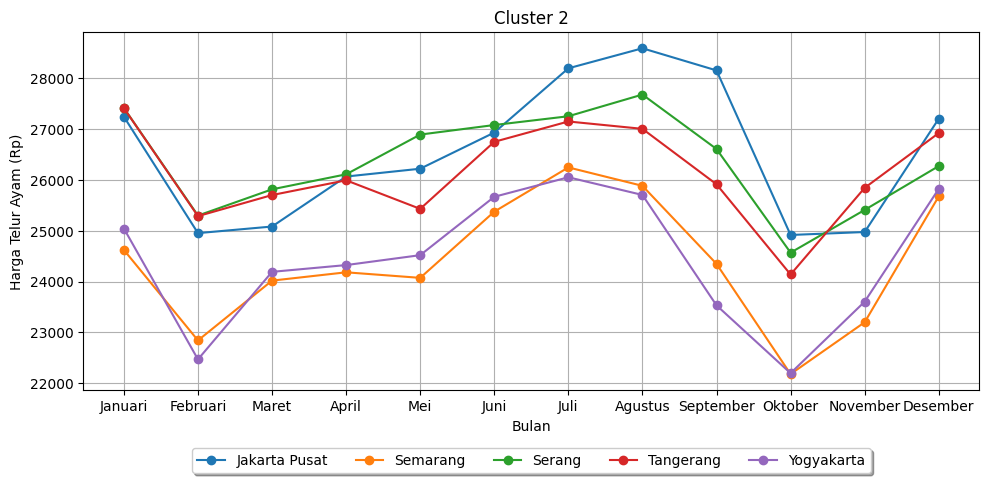 Cluster 2
Harga Telur Ayam (Rp)
28000
27000
26000
25000
24000
23000
22000
Januari Februari Maret April Mei Juni Juli Agustus September Oktober November Desember
Bulan
Jakarta Pusat Semarang Serang Tangerang Yogyakarta